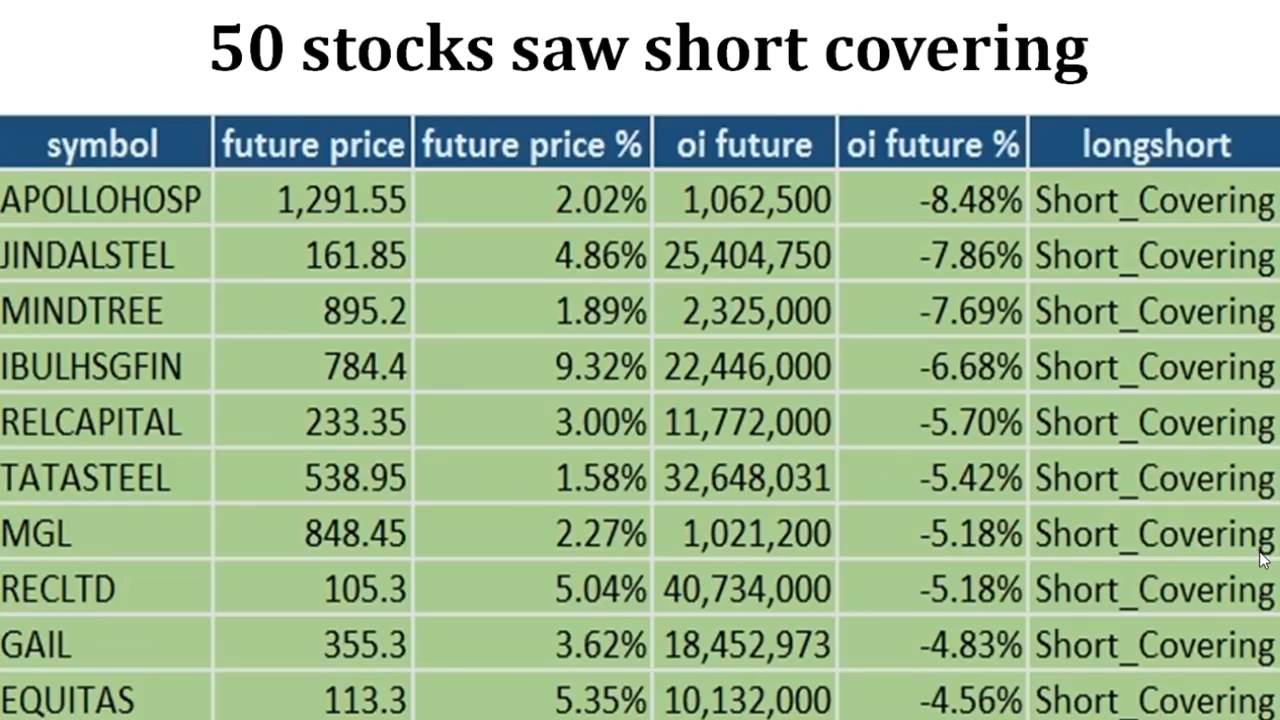 50 stocks saw short covering
symbol future price future price % oi future oi future % longshort
APOLLOHOSP 1,291.55 2.02% 1,062,500 -8.48% Short_Covering
JINDALSTEL 161.85 4.86% 25,404,750 -7.86% Short_Covering
MINDTREE 895.2 1.89% 2,325,000 -7.69% Short_Covering
IBULHSGFIN 784.4 9.32% 22,446,000 -6.68% Short_Covering
RELCAPITAL 233.35 3.00% 11,772,000 -5.70% Short_Covering
TATASTEEL 538.95 1.58% 32,648,031 -5.42% Short_Covering
MGL 848.45 2.27% 1,021,200 -5.18% Short_Covering
RECLTD 105.3 5.04% 40,734,000 -5.18% Short_Covering
GAIL 355.3 3.62% 18,452,973 -4.83% Short_Covering
EQUITAS 113.3 5.35% 10,132,000 -4.56% Short_Covering